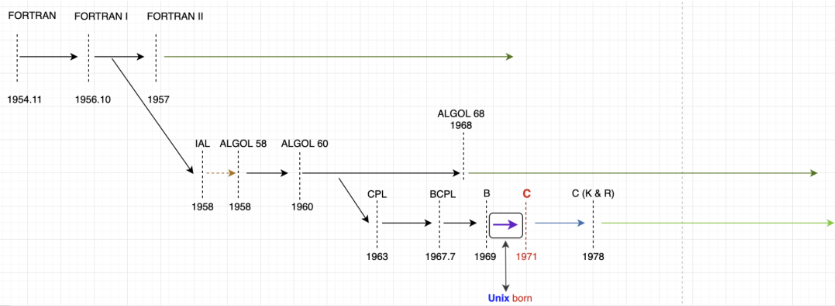 FORTRAN FORTRAN I FORTRAN II
1954.11 1956.10 1957
ALGOL 68
1968
IAL ALGOL 58 ALGOL 60
1958 1958 1960
CPL BCPL B C C (K & R)
1963 1967.7 1969 1971 1978
Unix born